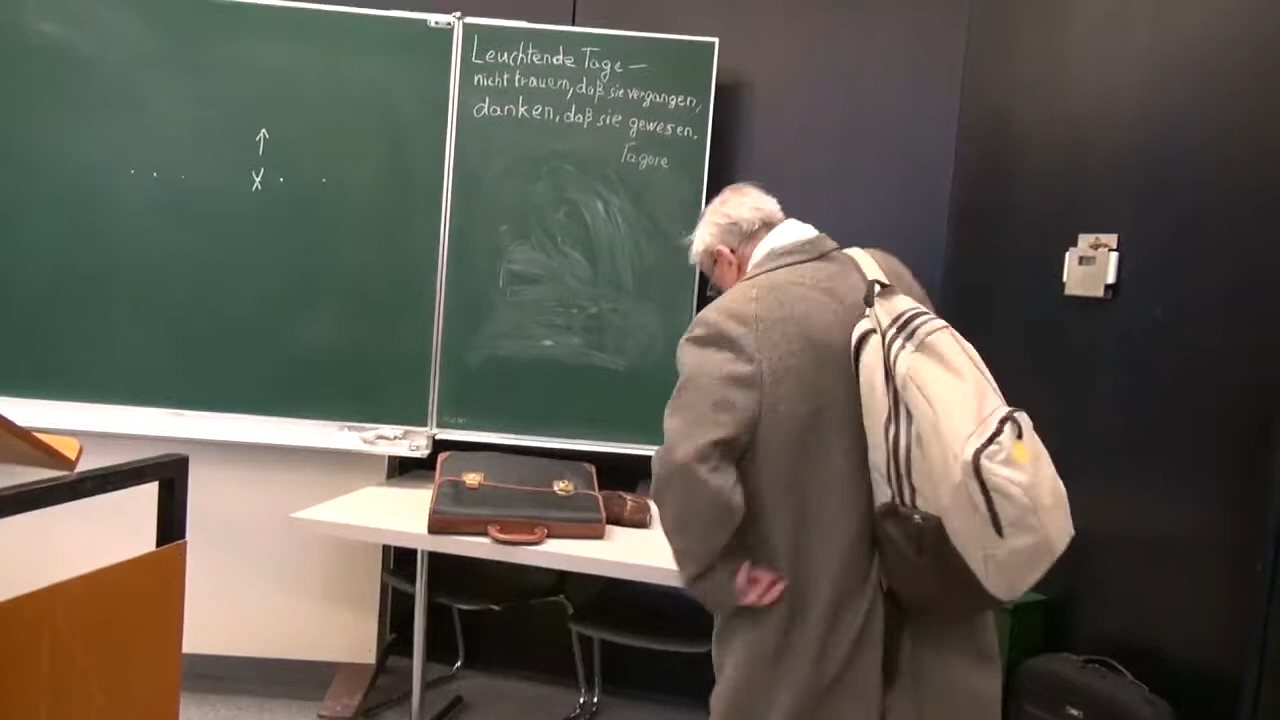 Leuchtende Tage —
nicht trauern, daß sie vergangen,
danken, daß sie gewesen.
Tagore
X